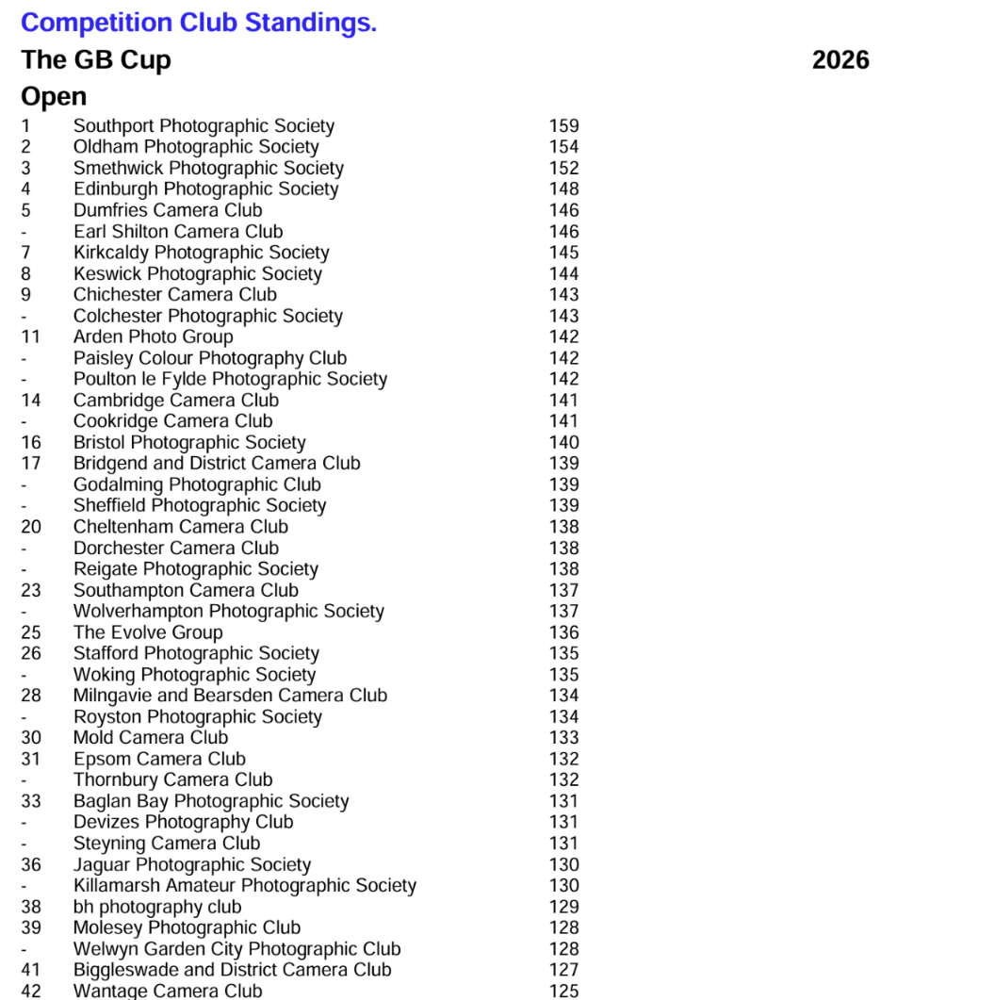 Competition Club Standings.
The GB Cup 2026
Open
1 Southport Photographic Society 159
2 Oldham Photographic Society 154
3 Smethwick Photographic Society 152
4 Edinburgh Photographic Society 148
5 Dumfries Camera Club 146
- Earl Shilton Camera Club 146
7 Kirkcaldy Photographic Society 145
8 Keswick Photographic Society 144
9 Chichester Camera Club 143
- Colchester Photographic Society 143
11 Arden Photo Group 142
- Paisley Colour Photography Club 142
- Poulton le Fylde Photographic Society 142
14 Cambridge Camera Club 141
- Cookridge Camera Club 141
16 Bristol Photographic Society 140
17 Bridgend and District Camera Club 139
- Godalming Photographic Club 139
- Sheffield Photographic Society 139
20 Cheltenham Camera Club 138
- Dorchester Camera Club 138
- Reigate Photographic Society 138
23 Southampton Camera Club 137
- Wolverhampton Photographic Society 137
25 The Evolve Group 136
26 Stafford Photographic Society 135
- Woking Photographic Society 135
28 Milngavie and Bearsden Camera Club 134
- Royston Photographic Society 134
30 Mold Camera Club 133
31 Epsom Camera Club 132
- Thornbury Camera Club 132
33 Baglan Bay Photographic Society 131
- Devizes Photography Club 131
- Steyning Camera Club 131
36 Jaguar Photographic Society 130
- Killamarsh Amateur Photographic Society 130
38 bh photography club 129
39 Molesey Photographic Club 128
- Welwyn Garden City Photographic Club 128
41 Biggleswade and District Camera Club 127
42 Wantage Camera Club 125